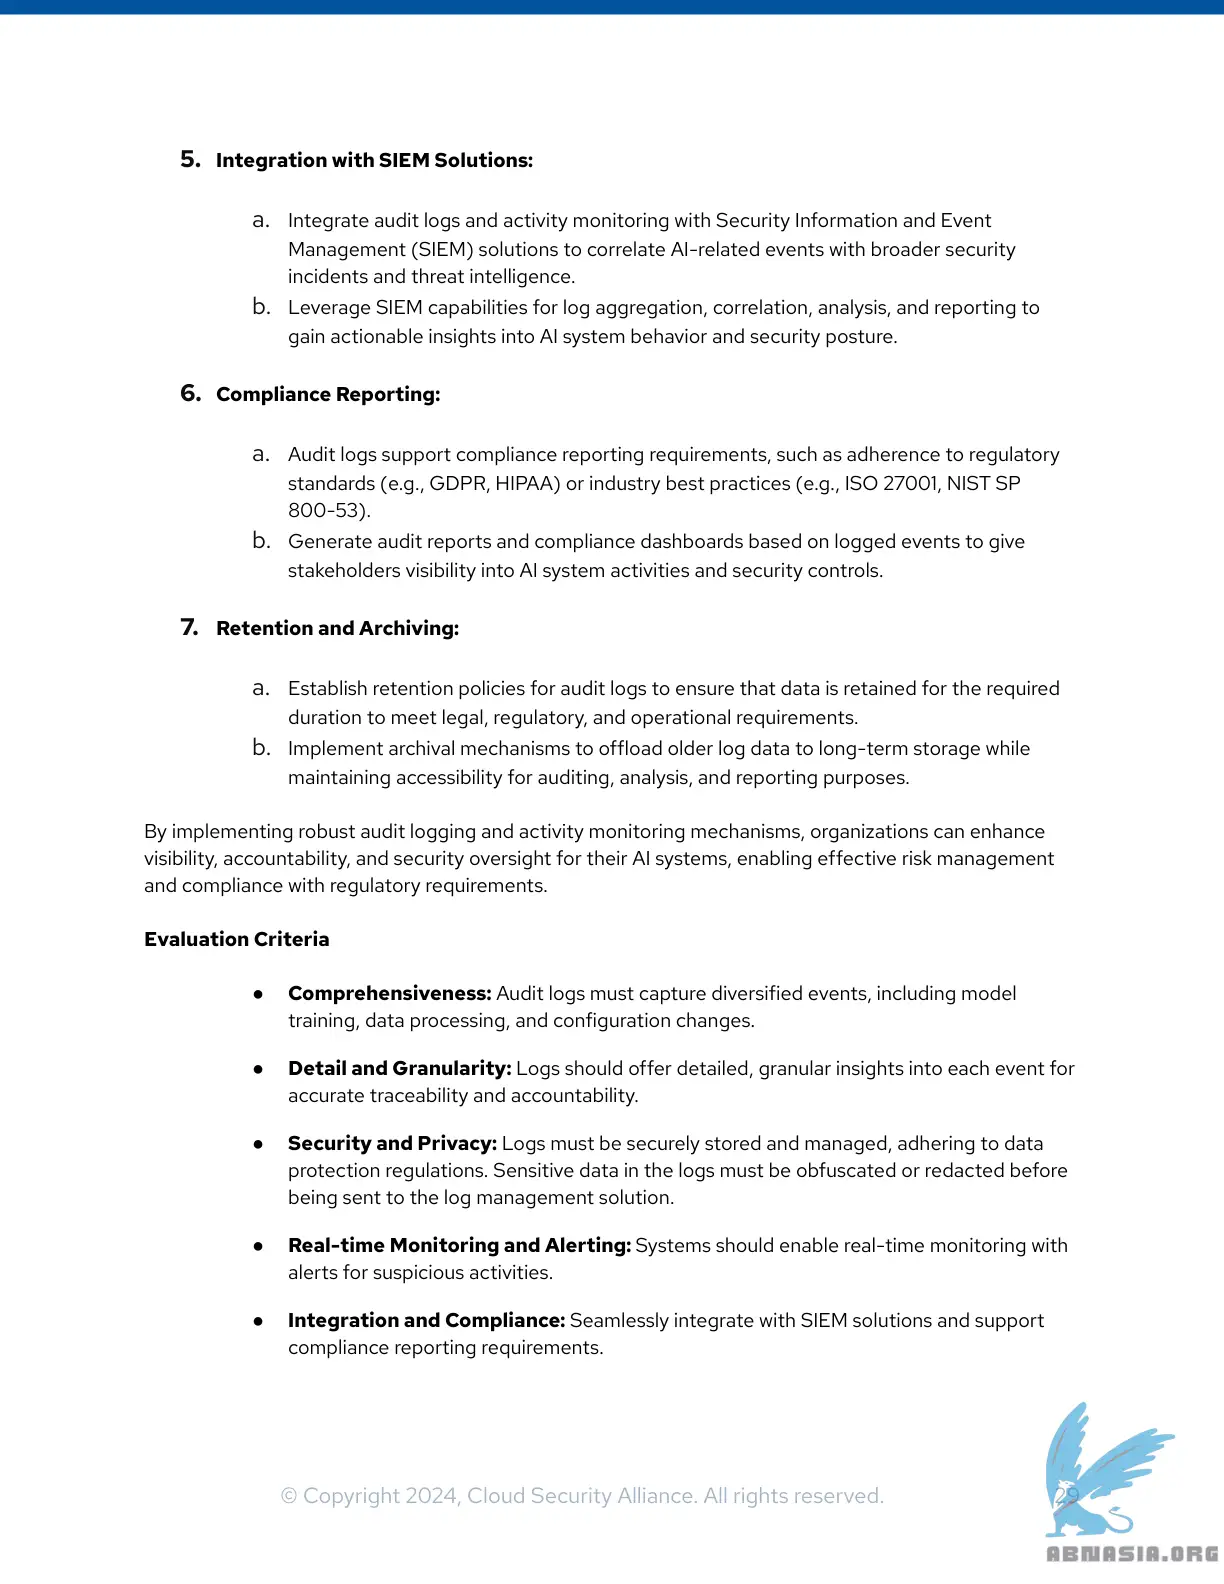 5. Integration with SIEM Solutions:
a. Integrate audit logs and activity monitoring with Security Information and Event
Management (SIEM) solutions to correlate AI-related events with broader security
incidents and threat intelligence.
b. Leverage SIEM capabilities for log aggregation, correlation, analysis, and reporting to
gain actionable insights into AI system behavior and security posture.
6. Compliance Reporting:
a. Audit logs support compliance reporting requirements, such as adherence to regulatory
standards (e.g., GDPR, HIPAA) or industry best practices (e.g., ISO 27001, NIST SP
800-53).
b. Generate audit reports and compliance dashboards based on logged events to give
stakeholders visibility into AI system activities and security controls.
7. Retention and Archiving:
a. Establish retention policies for audit logs to ensure that data is retained for the required
duration to meet legal, regulatory, and operational requirements.
b. Implement archival mechanisms to offload older log data to long-term storage while
maintaining accessibility for auditing, analysis, and reporting purposes.
By implementing robust audit logging and activity monitoring mechanisms, organizations can enhance
visibility, accountability, and security oversight for their AI systems, enabling effective risk management
and compliance with regulatory requirements.
Evaluation Criteria
● Comprehensiveness: Audit logs must capture diversified events, including model
training, data processing, and configuration changes.
● Detail and Granularity: Logs should offer detailed, granular insights into each event for
accurate traceability and accountability.
● Security and Privacy: Logs must be securely stored and managed, adhering to data
protection regulations. Sensitive data in the logs must be obfuscated or redacted before
being sent to the log management solution.
● Real-time Monitoring and Alerting: Systems should enable real-time monitoring with
alerts for suspicious activities.
● Integration and Compliance: Seamlessly integrate with SIEM solutions and support
compliance reporting requirements.
© Copyright 2024, Cloud Security Alliance. All rights reserved. 29
ABNASIA.ORG